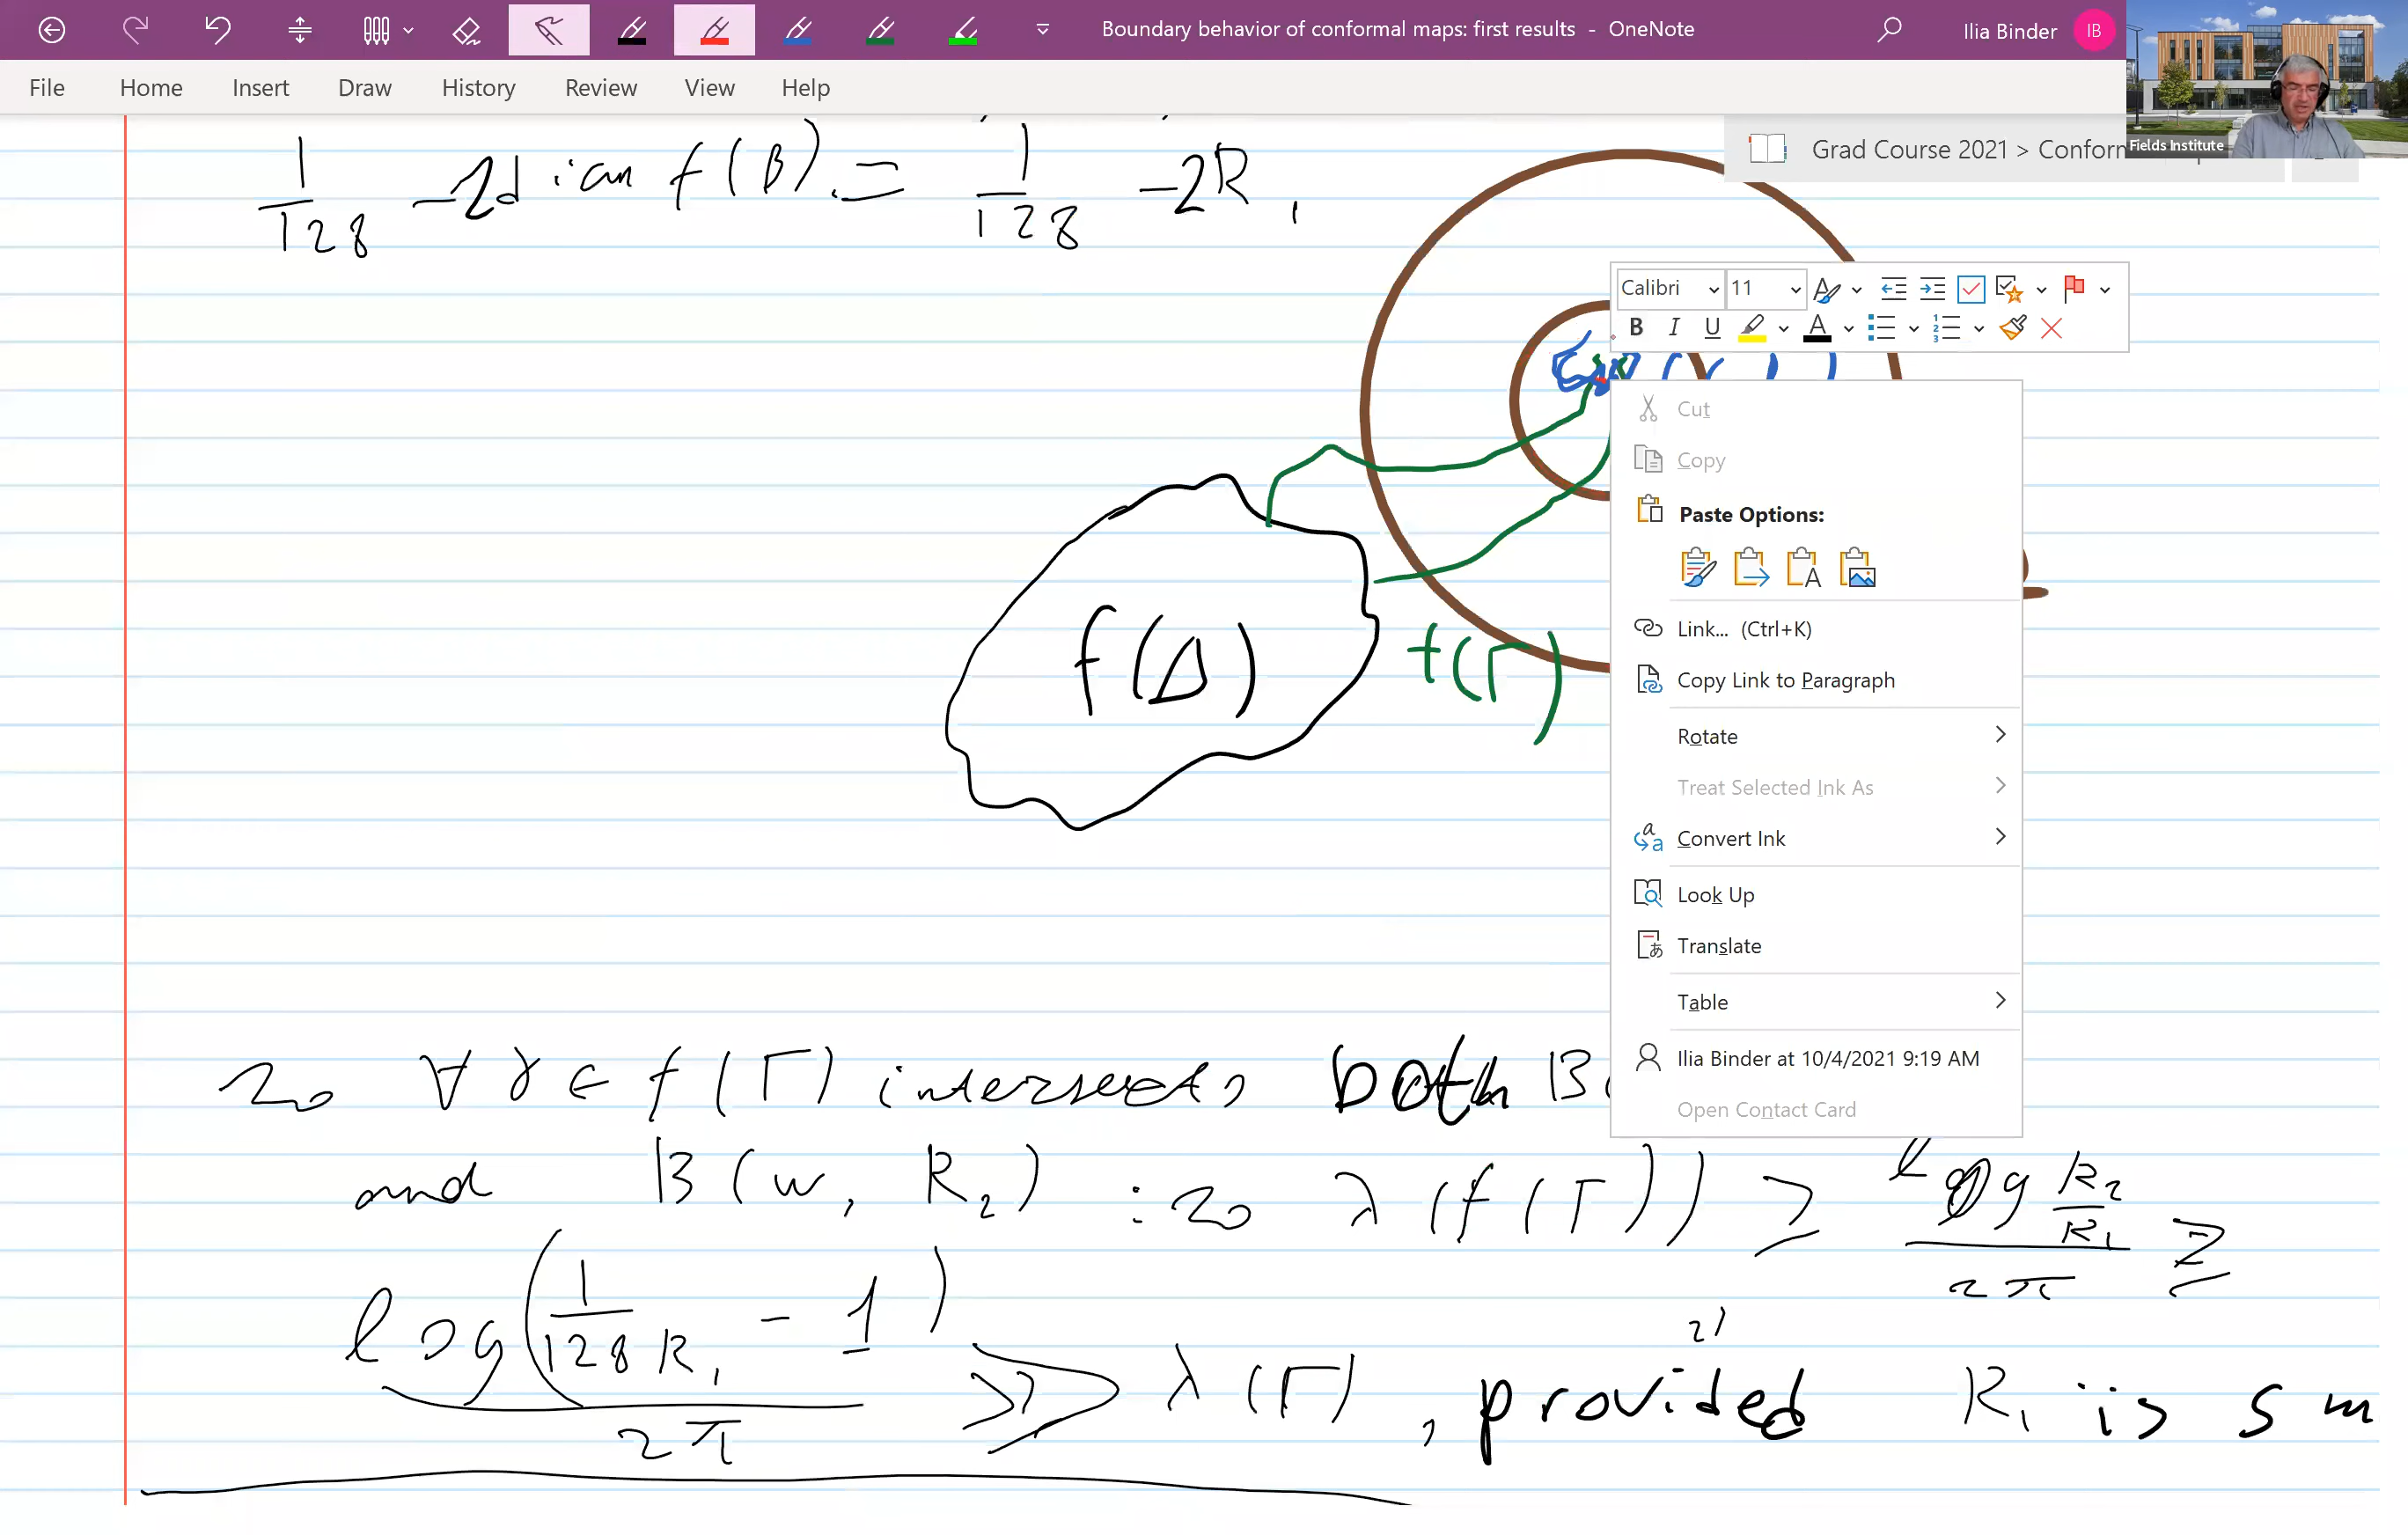 Boundary behavior of conformal maps: first results - OneNote
Ilia Binder
IB
File Home Insert Draw History Review View Help
Fields Institute
Grad Course 2021 > Conform
1/128 - 2diam f(B) = 1/128 - 2R,
Calibri 11
B I U A
Cut
Copy
Paste Options:
Link... (Ctrl+K)
Copy Link to Paragraph
Rotate
Treat Selected Ink As
Convert Ink
Look Up
Translate
Table
Ilia Binder at 10/4/2021 9:19 AM
Open Contact Card
f(Δ)
f(Γ)
So ∀ γ ∈ f(Γ) intersects both B
and B(w, R₂) : So λ(f(Γ)) ≥ log R₂/R₁ / 2π ≥
log(1/128R₁ - 1) / 2π ≫ λ(Γ), provided R₁ is sm